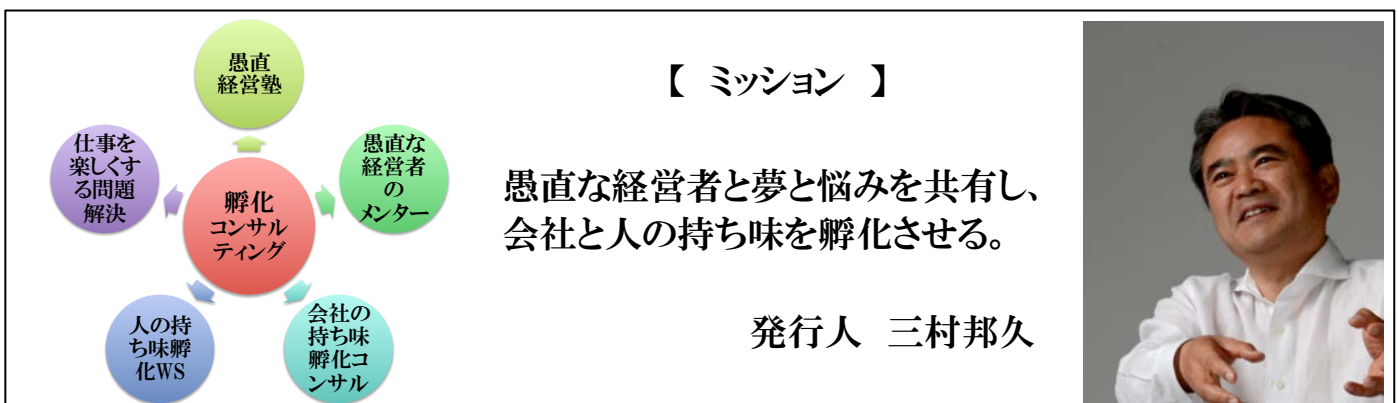 愚直
経営塾
仕事を
楽しくす
る問題
解決
愚直な
経営者
の
メンター
孵化
コンサル
ティング
人の持
ち味孵
化WS
会社の
持ち味
孵化コ
ンサル
【 ミッション 】
愚直な経営者と夢と悩みを共有し、
会社と人の持ち味を孵化させる。
発行人 三村邦久